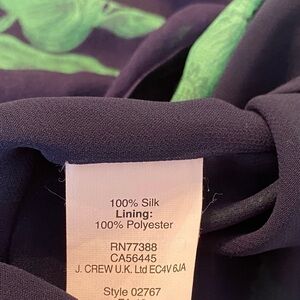 100% Silk
Lining:
100% Polyester
RN77388
CA56445
J. CREW U.K. Ltd EC4V 6JA
Style 02767